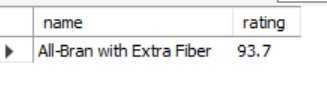 name rating
All-Bran with Extra Fiber 93.7